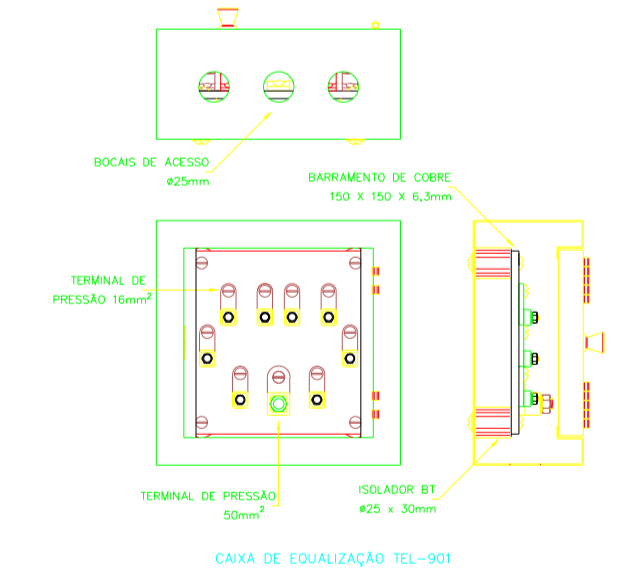 BOCAIS DE ACESSO
ø25mm
BARRAMENTO DE COBRE
150 X 150 X 6,3mm
TERMINAL DE
PRESSÃO 16mm²
TERMINAL DE PRESSÃO
50mm²
ISOLADOR BT
ø25 x 30mm
CAIXA DE EQUALIZAÇÃO TEL-901